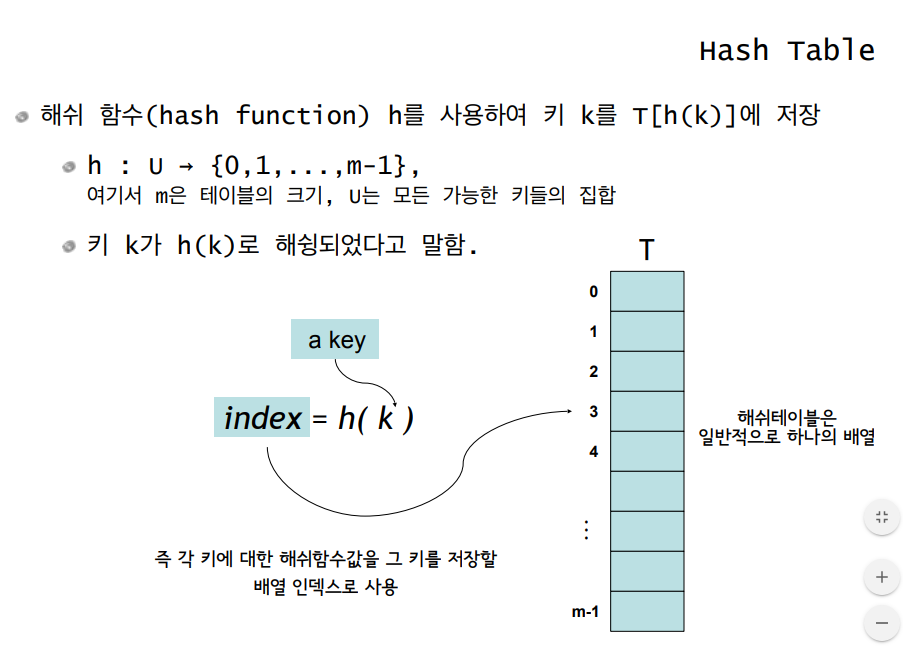 Hash Table
해쉬 함수(hash function) h를 사용하여 키 k를 T[h(k)]에 저장
h : U → {0,1,...,m-1},
여기서 m은 테이블의 크기, U는 모든 가능한 키들의 집합
키 k가 h(k)로 해슁되었다고 말함.
T
0
1
2
3
4
⋮
m-1
a key
index = h( k )
해쉬테이블은
일반적으로 하나의 배열
즉 각 키에 대한 해쉬함수값을 그 키를 저장할
배열 인덱스로 사용